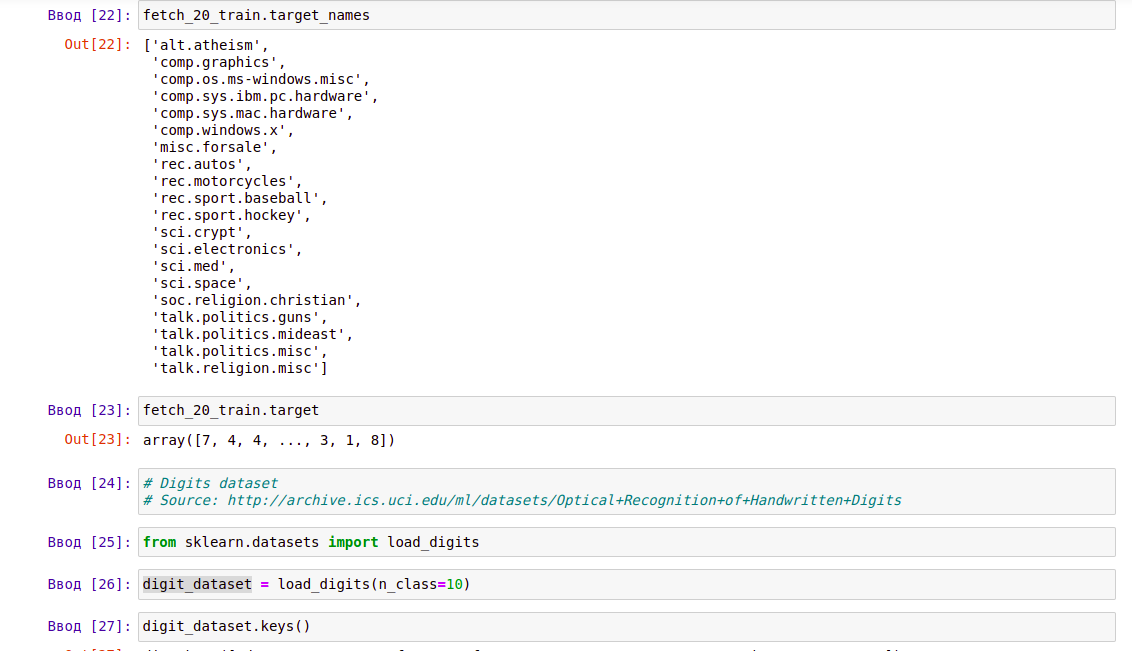 Ввод [22]: fetch_20_train.target_names
Out[22]: ['alt.atheism',
'comp.graphics',
'comp.os.ms-windows.misc',
'comp.sys.ibm.pc.hardware',
'comp.sys.mac.hardware',
'comp.windows.x',
'misc.forsale',
'rec.autos',
'rec.motorcycles',
'rec.sport.baseball',
'rec.sport.hockey',
'sci.crypt',
'sci.electronics',
'sci.med',
'sci.space',
'soc.religion.christian',
'talk.politics.guns',
'talk.politics.mideast',
'talk.politics.misc',
'talk.religion.misc']
Ввод [23]: fetch_20_train.target
Out[23]: array([7, 4, 4, ..., 3, 1, 8])
Ввод [24]: # Digits dataset
# Source: http://archive.ics.uci.edu/ml/datasets/Optical+Recognition+of+Handwritten+Digits
Ввод [25]: from sklearn.datasets import load_digits
Ввод [26]: digit_dataset = load_digits(n_class=10)
Ввод [27]: digit_dataset.keys()